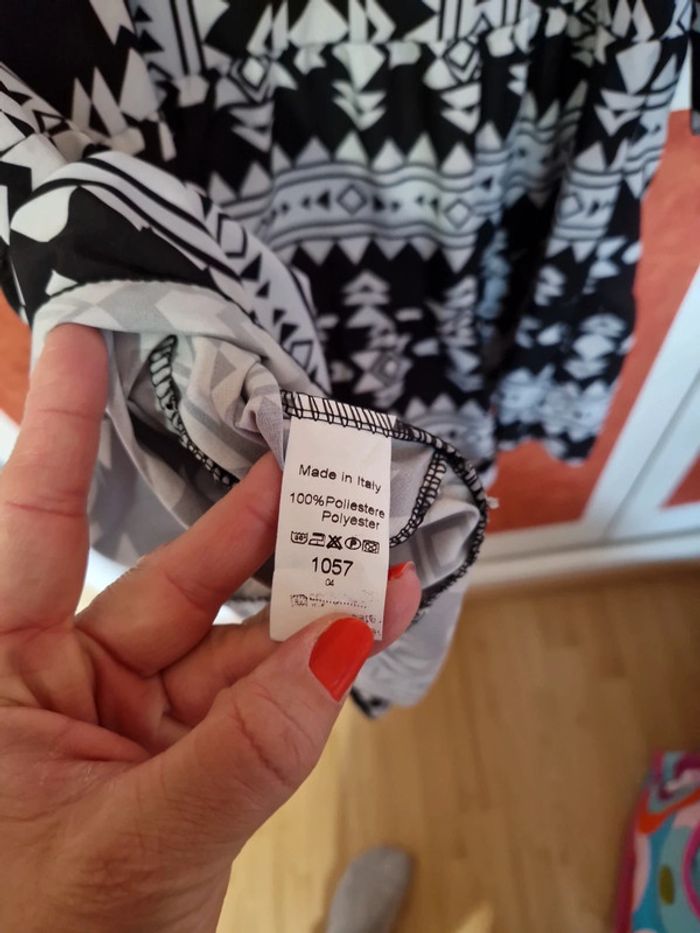 Made in Italy
100%Poliestere
Polyester
1057
04